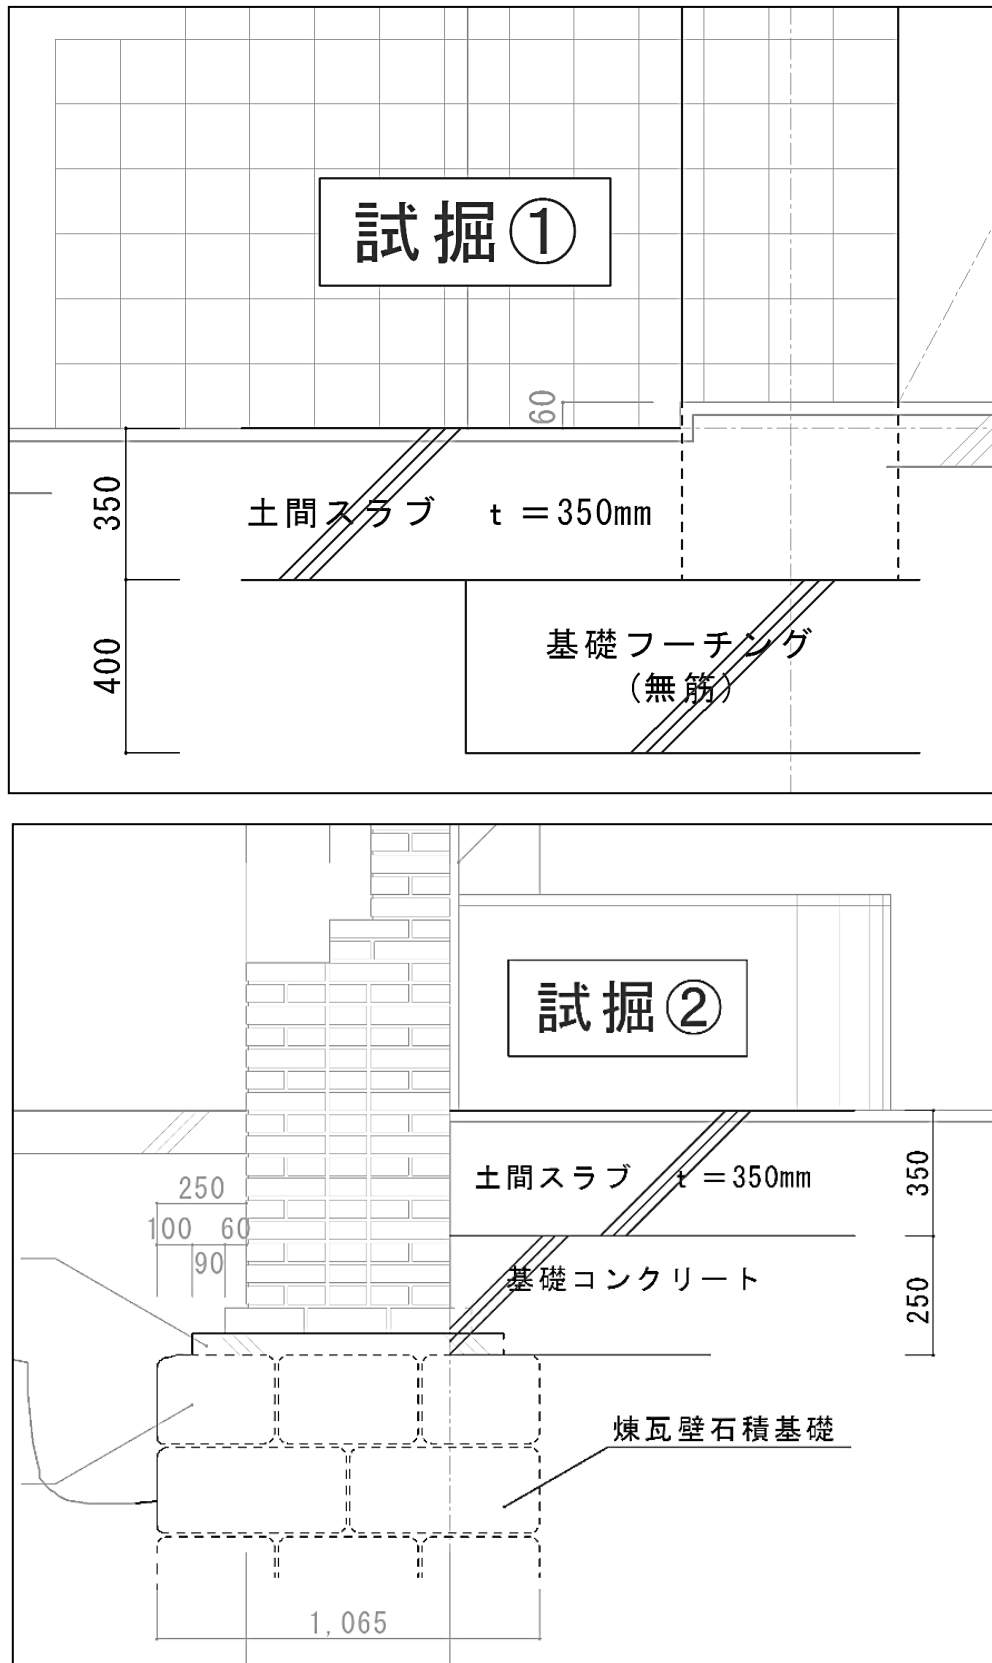 試掘①
60
350
土間スラブ t=350mm
400
基礎フーチング
(無筋)
試掘②
土間スラブ t=350mm
350
250
100 60
90
基礎コンクリート
250
煉瓦壁石積基礎
1,065